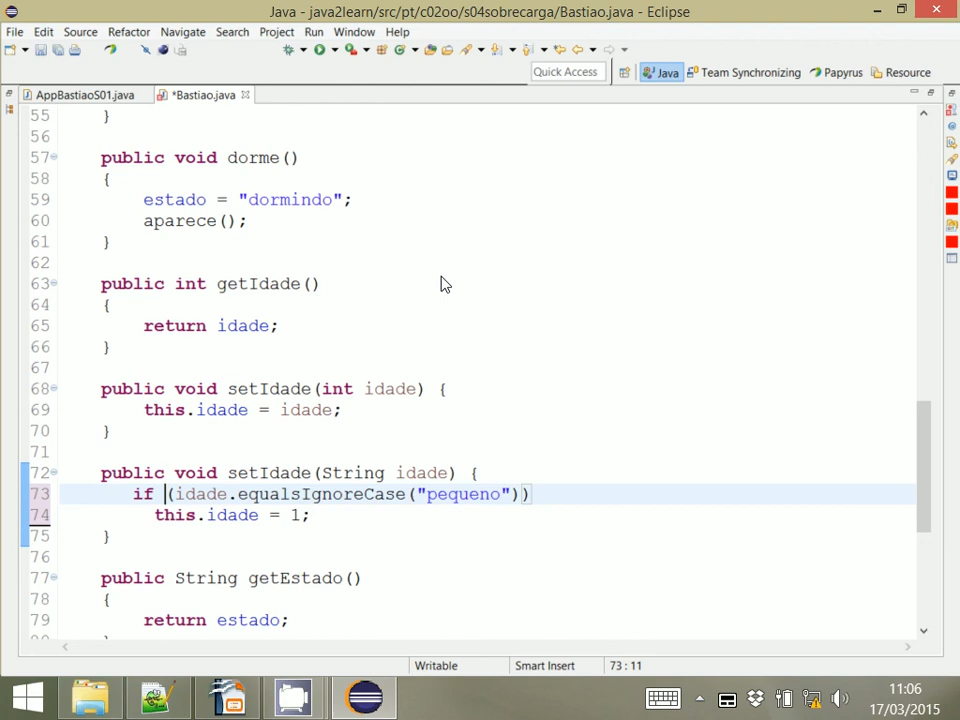 Java - java2learn/src/pt/c02oo/s04sobrecarga/Bastiao.java - Eclipse
File Edit Source Refactor Navigate Search Project Run Window Help
Quick Access Java Team Synchronizing Papyrus Resource
AppBastiaoS01.java *Bastiao.java
55 }
56
57 public void dorme()
58 {
59 estado = "dormindo";
60 aparece();
61 }
62
63 public int getIdade()
64 {
65 return idade;
66 }
67
68 public void setIdade(int idade) {
69 this.idade = idade;
70 }
71
72 public void setIdade(String idade) {
73 if (idade.equalsIgnoreCase("pequeno"))
74 this.idade = 1;
75 }
76
77 public String getEstado()
78 {
79 return estado;
Writable Smart Insert 73 : 11
11:06
17/03/2015